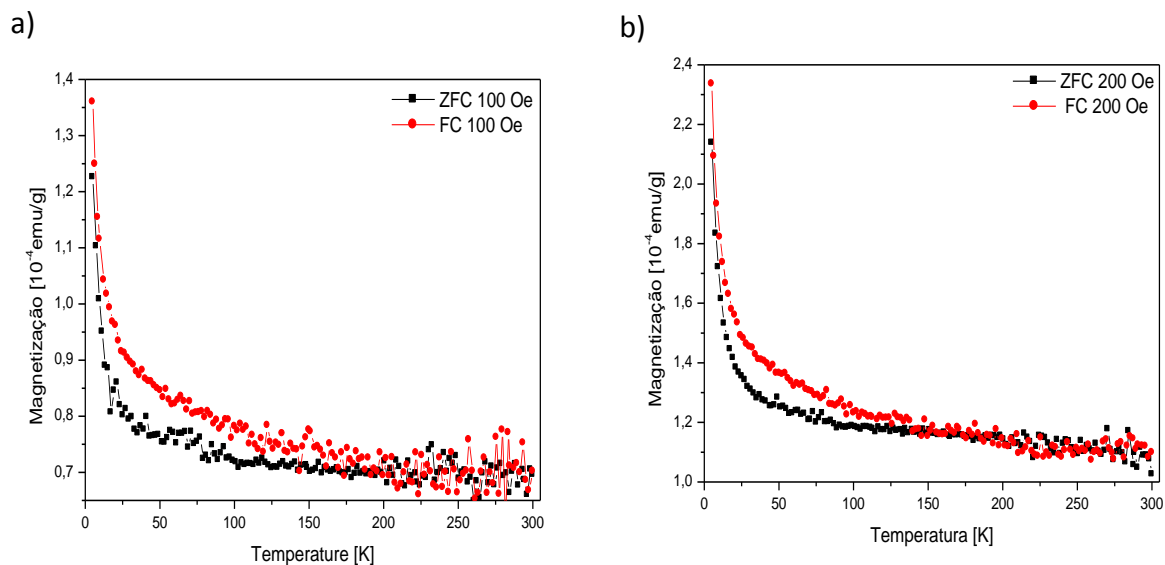 a)
1,4
1,3
1,2
1,1
1,0
0,9
0,8
0,7
Magnetização [10⁻⁴emu/g]
ZFC 100 Oe
FC 100 Oe
0 50 100 150 200 250 300
Temperature [K]
b)
2,4
2,2
2,0
1,8
1,6
1,4
1,2
1,0
Magnetização [10⁻⁴emu/g]
ZFC 200 Oe
FC 200 Oe
0 50 100 150 200 250 300
Temperatura [K]